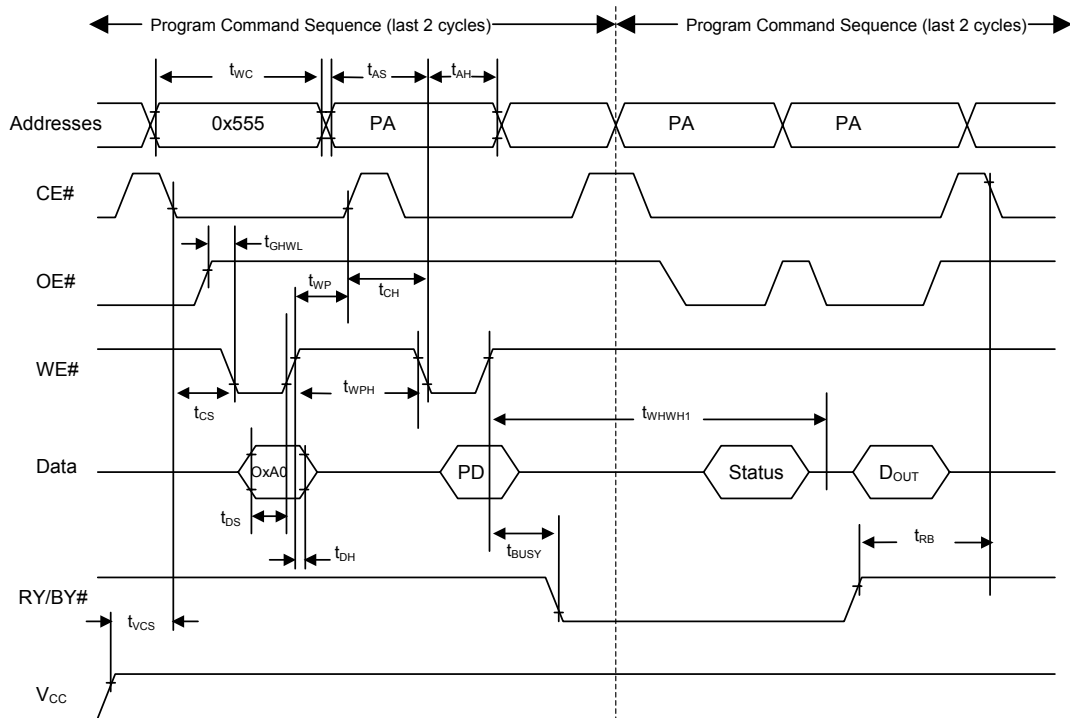 Program Command Sequence (last 2 cycles) Program Command Sequence (last 2 cycles)
tWC tAS tAH
Addresses 0x555 PA PA PA
CE#
tGHWL
OE#
tWP tCH
WE#
tCS tWPH tWHWH1
Data OxA0 PD Status DOUT
tDS tDH tBUSY tRB
RY/BY#
tVCS
VCC